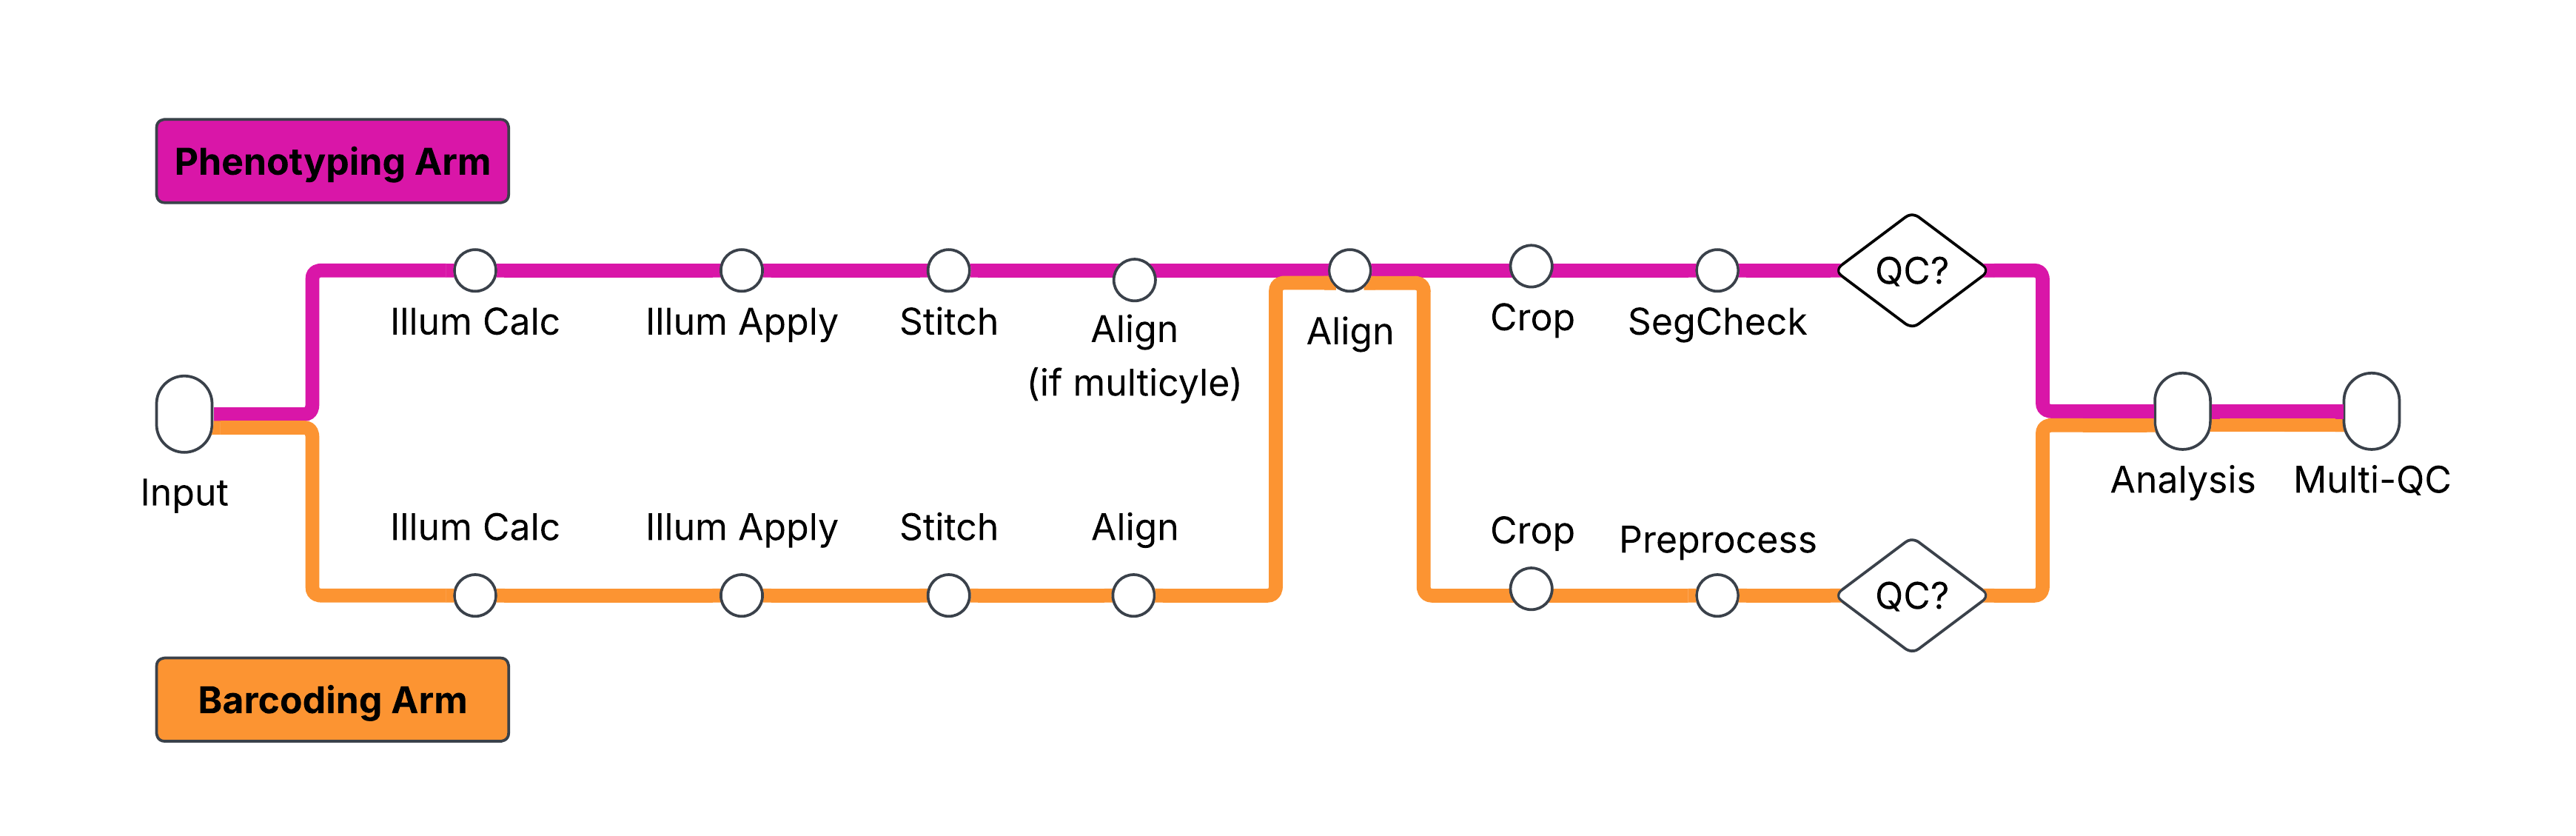 Phenotyping Arm
QC?
Illum Calc
Illum Apply
Stitch
Align
(if multicyle)
Align
Crop
SegCheck
Input
Analysis
Multi-QC
Illum Calc
Illum Apply
Stitch
Align
Crop
Preprocess
QC?
Barcoding Arm